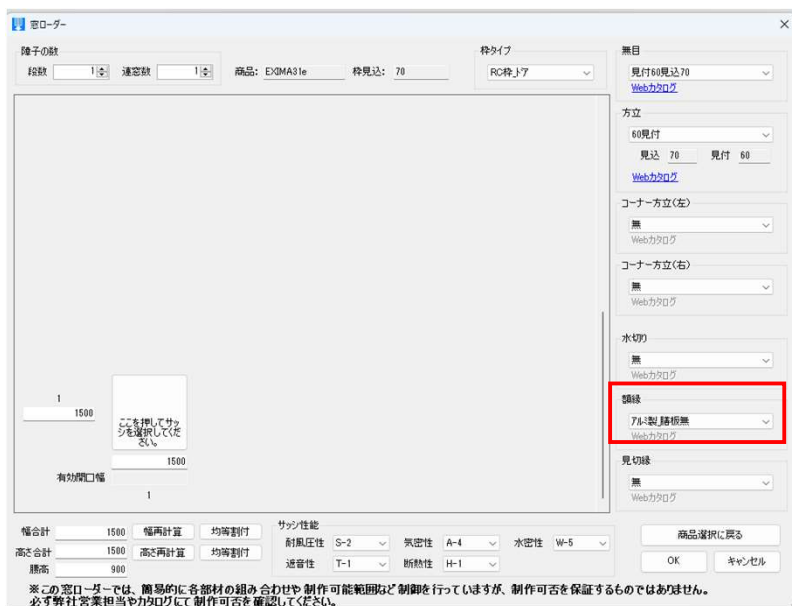 窓ローダー
障子の数
段数 1 連窓数 1 商品: EXIMA31e 枠見込: 70
枠タイプ
RC枠_ドア
無目
見付60見込70
Webカタログ
方立
60見付
見込 70 見付 60
Webカタログ
コーナー方立(左)
無
Webカタログ
コーナー方立(右)
無
Webカタログ
水切り
無
Webカタログ
額縁
アルミ製_膳板無
Webカタログ
見切縁
無
Webカタログ
1
1500
ここを押してサッ
シを選択してくだ
さい。
1500
有効開口幅
1
幅合計 1500 幅再計算 均等割付
高さ合計 1500 高さ再計算 均等割付
腰高 900
サッシ性能
耐風圧性 S-2 気密性 A-4 水密性 W-5
遮音性 T-1 断熱性 H-1
商品選択に戻る
OK キャンセル
※この窓ローダーでは、簡易的に各部材の組み合わせや制作可能範囲など制御を行っていますが、制作可否を保証するものではありません。
必ず弊社営業担当やカタログにて制作可否を確認してください。